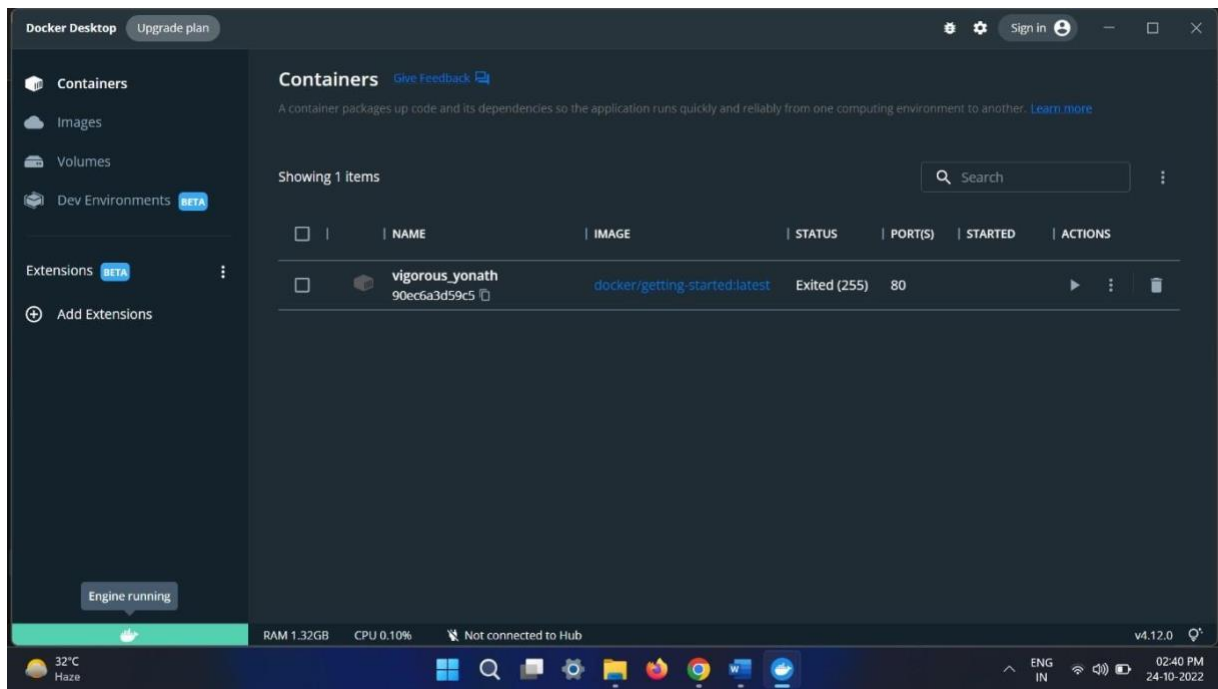 Docker Desktop Upgrade plan Sign in
Containers
Images
Volumes
Dev Environments BETA
Extensions BETA
Add Extensions
Containers Give Feedback
A container packages up code and its dependencies so the application runs quickly and reliably from one computing environment to another. Learn more
Showing 1 items Search
NAME IMAGE STATUS PORT(S) STARTED ACTIONS
vigorous_yonath docker/getting-started:latest Exited (255) 80
90ec6a3d59c5
Engine running
RAM 1.32GB CPU 0.10% Not connected to Hub v4.12.0
32°C ENG 02:40 PM
Haze IN 24-10-2022